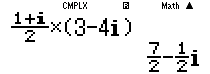 CMPLX R Math ▲
(1+i)/2×(3-4i)
7/2-1/2i